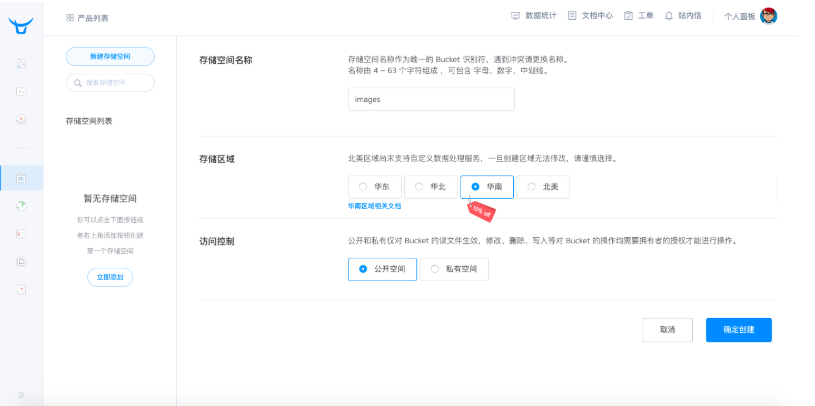 产品列表
数据统计
文档中心
工单
站内信
个人面板
新建存储空间
搜索存储空间
存储空间列表
暂无存储空间
你可以点击下面按钮或
者右上角添加按钮创建
第一个存储空间
立即添加
存储空间名称
存储空间名称作为唯一的 Bucket 识别符，遇到冲突请更换名称。
名称由 4 ~ 63 个字符组成 ，可包含 字母、数字、中划线。
images
存储区域
北美区域尚未支持自定义数据处理服务，一旦创建区域无法修改，请谨慎选择。
华东
华北
华南
北美
华南区域相关文档
10% off
访问控制
公开和私有仅对 Bucket 的读文件生效，修改、删除、写入等对 Bucket 的操作均需要拥有者的授权才能进行操作。
公开空间
私有空间
取消
确定创建